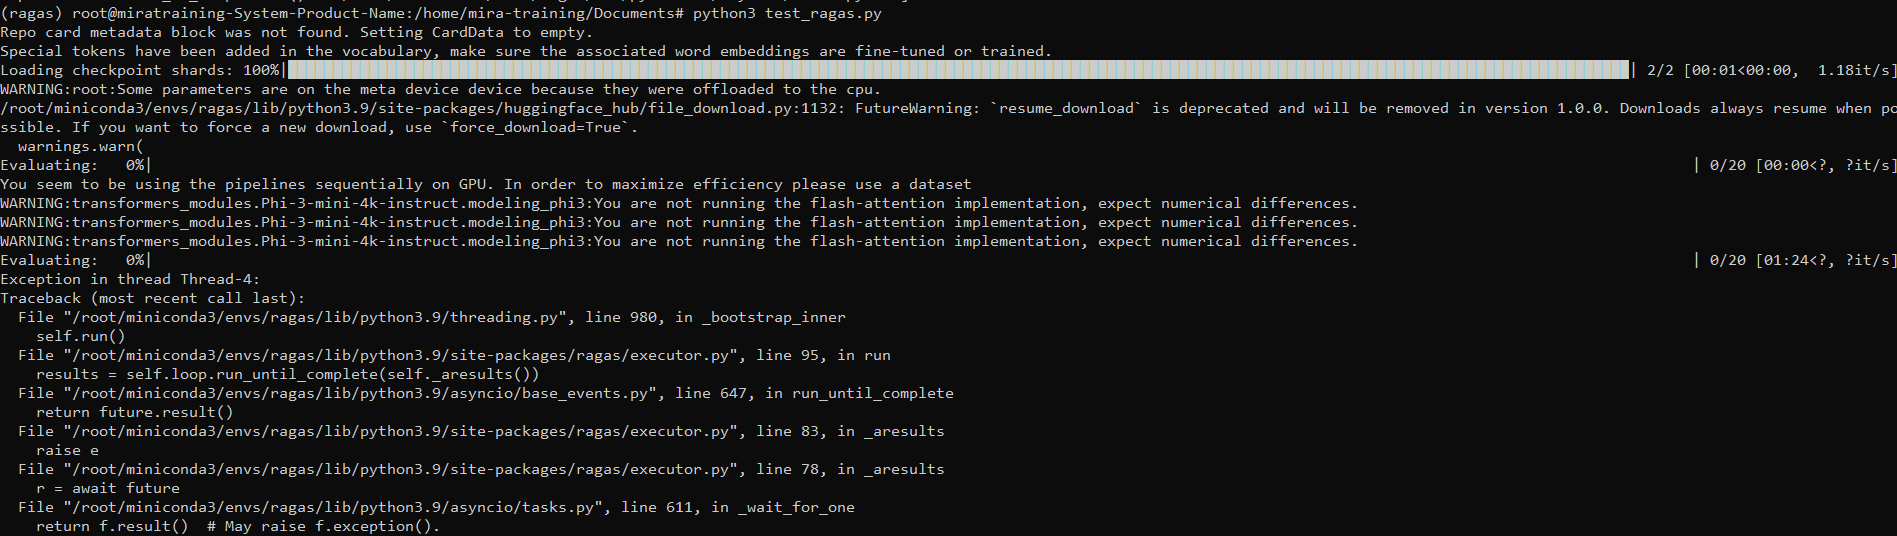 (ragas) root@miratraining-System-Product-Name:/home/mira-training/Documents# python3 test_ragas.py
Repo card metadata block was not found. Setting CardData to empty.
Special tokens have been added in the vocabulary, make sure the associated word embeddings are fine-tuned or trained.
Loading checkpoint shards: 100%|| 2/2 [00:01<00:00,  1.18it/s]
WARNING:root:Some parameters are on the meta device device because they were offloaded to the cpu.
/root/miniconda3/envs/ragas/lib/python3.9/site-packages/huggingface_hub/file_download.py:1132: FutureWarning: `resume_download` is deprecated and will be removed in version 1.0.0. Downloads always resume when po
ssible. If you want to force a new download, use `force_download=True`.
  warnings.warn(
Evaluating:   0%| | 0/20 [00:00<?, ?it/s]
You seem to be using the pipelines sequentially on GPU. In order to maximize efficiency please use a dataset
WARNING:transformers_modules.Phi-3-mini-4k-instruct.modeling_phi3:You are not running the flash-attention implementation, expect numerical differences.
WARNING:transformers_modules.Phi-3-mini-4k-instruct.modeling_phi3:You are not running the flash-attention implementation, expect numerical differences.
WARNING:transformers_modules.Phi-3-mini-4k-instruct.modeling_phi3:You are not running the flash-attention implementation, expect numerical differences.
Evaluating:   0%| | 0/20 [01:24<?, ?it/s]
Exception in thread Thread-4:
Traceback (most recent call last):
  File "/root/miniconda3/envs/ragas/lib/python3.9/threading.py", line 980, in _bootstrap_inner
    self.run()
  File "/root/miniconda3/envs/ragas/lib/python3.9/site-packages/ragas/executor.py", line 95, in run
    results = self.loop.run_until_complete(self._aresults())
  File "/root/miniconda3/envs/ragas/lib/python3.9/asyncio/base_events.py", line 647, in run_until_complete
    return future.result()
  File "/root/miniconda3/envs/ragas/lib/python3.9/site-packages/ragas/executor.py", line 83, in _aresults
    raise e
  File "/root/miniconda3/envs/ragas/lib/python3.9/site-packages/ragas/executor.py", line 78, in _aresults
    r = await future
  File "/root/miniconda3/envs/ragas/lib/python3.9/asyncio/tasks.py", line 611, in _wait_for_one
    return f.result()  # May raise f.exception().